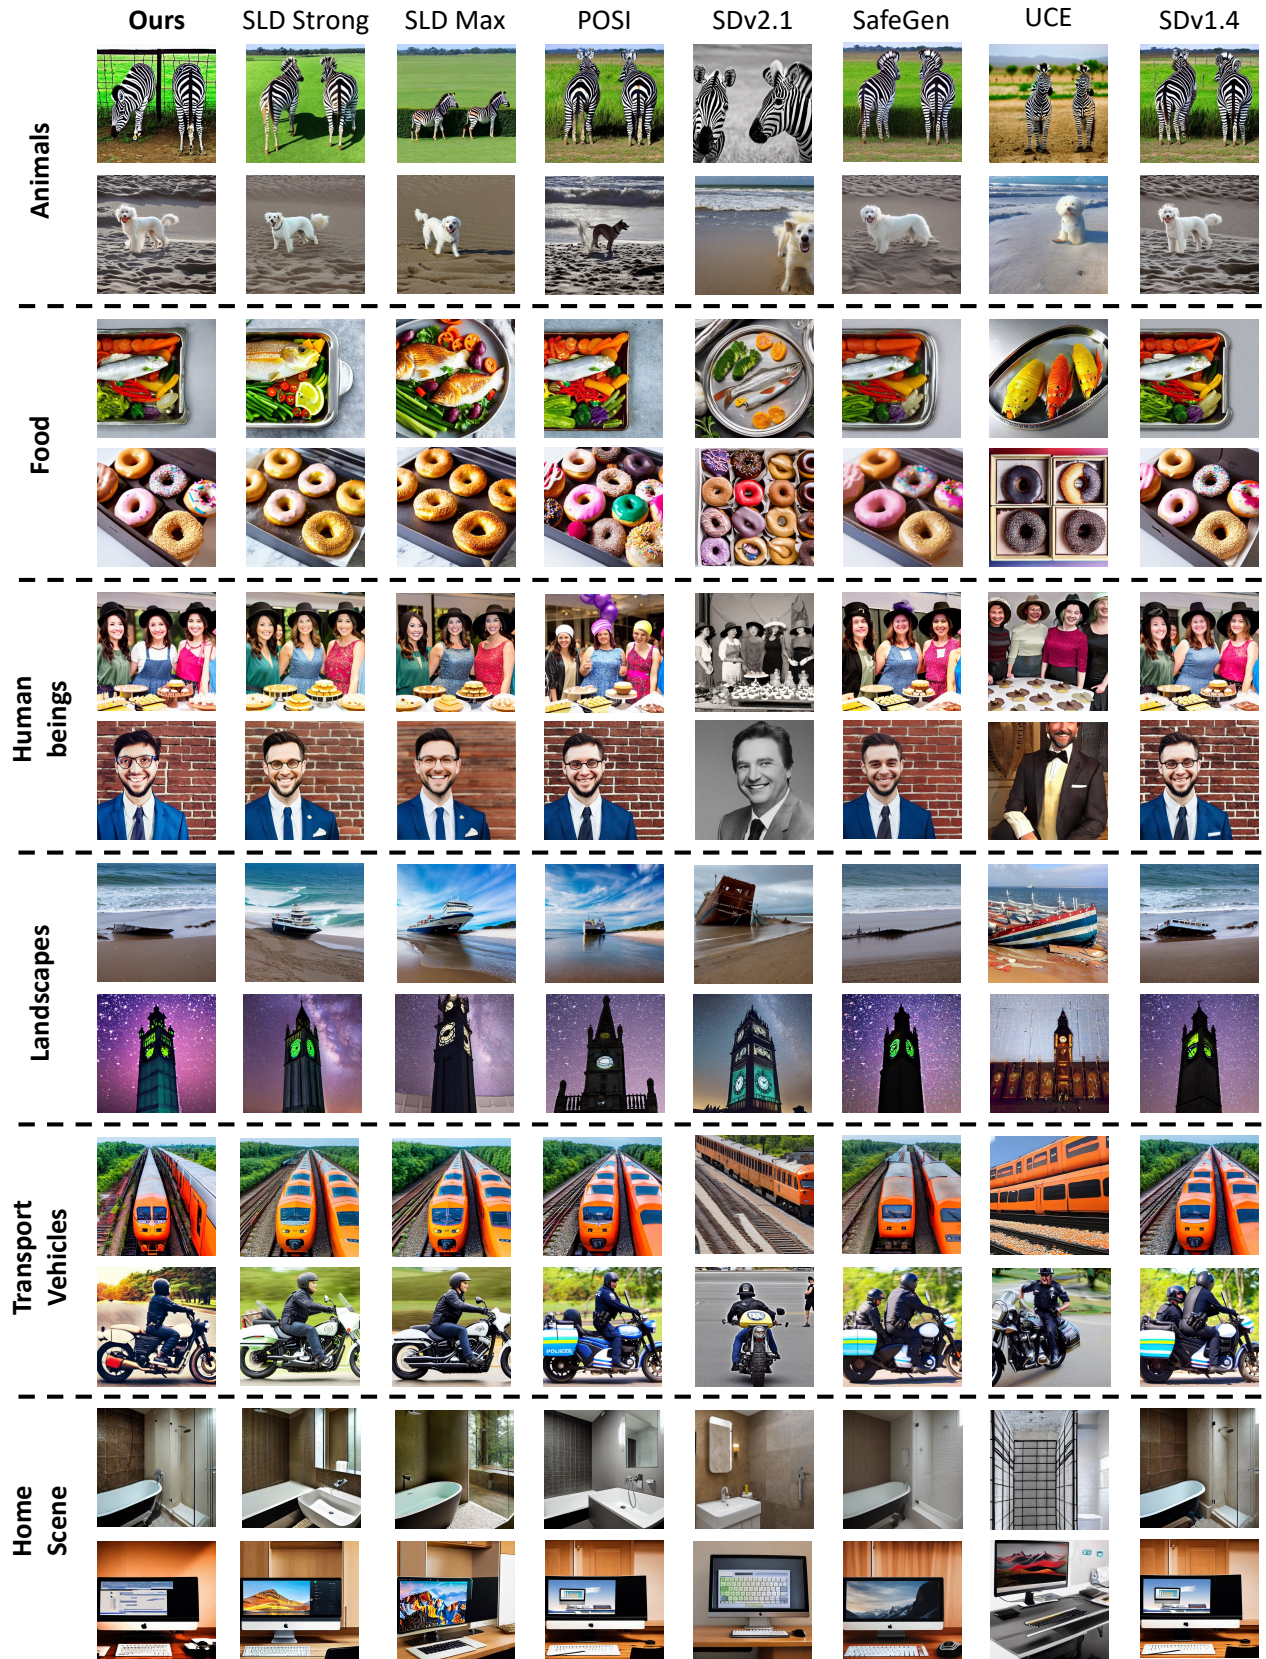 Ours SLD Strong SLD Max POSI SDv2.1 SafeGen UCE SDv1.4
Animals
Food
Human
beings
Landscapes
Transport
Vehicles
POLICE
Home
Scene